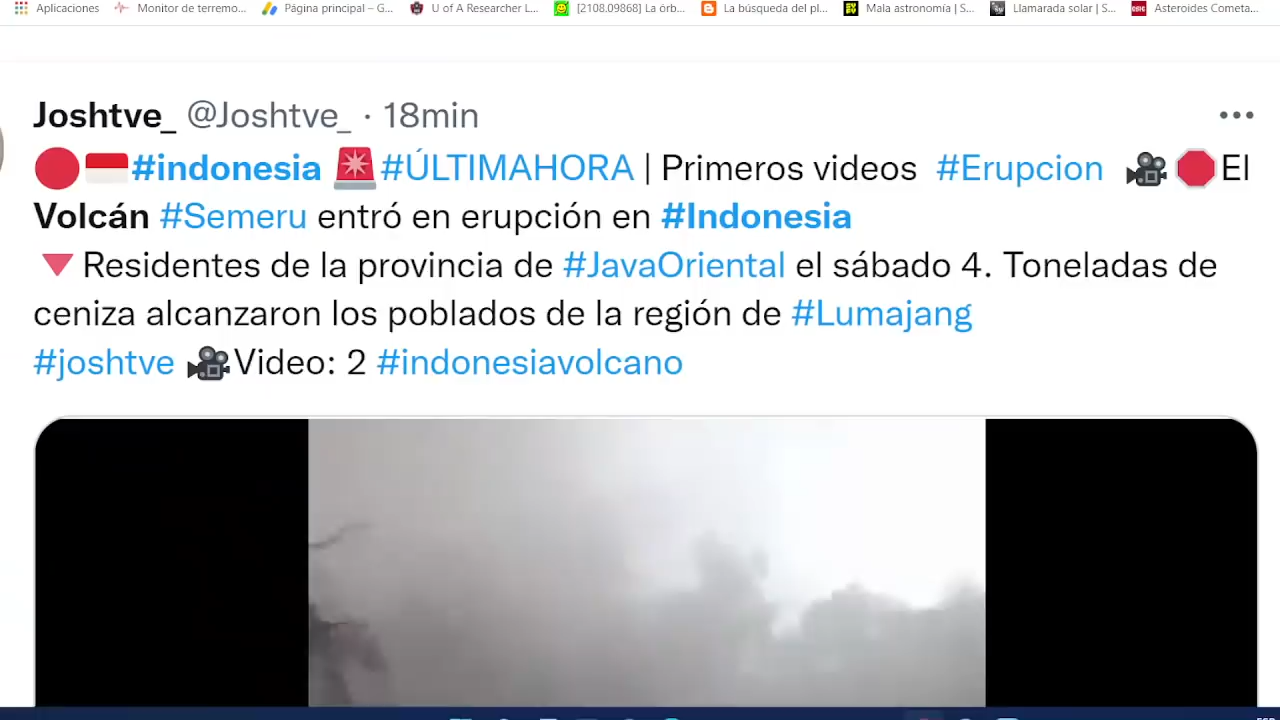 Aplicaciones Monitor de terremo... Página principal – G... U of A Researcher L... [2108.09868] La órb... La búsqueda del pl... Mala astronomía | S... Llamarada solar | S... Asteroides Cometa...
Joshtve_ @Joshtve_ · 18min
#indonesia #ÚLTIMAHORA | Primeros videos #Erupcion El
Volcán #Semeru entró en erupción en #Indonesia
Residentes de la provincia de #JavaOriental el sábado 4. Toneladas de
ceniza alcanzaron los poblados de la región de #Lumajang
#joshtve Video: 2 #indonesiavolcano